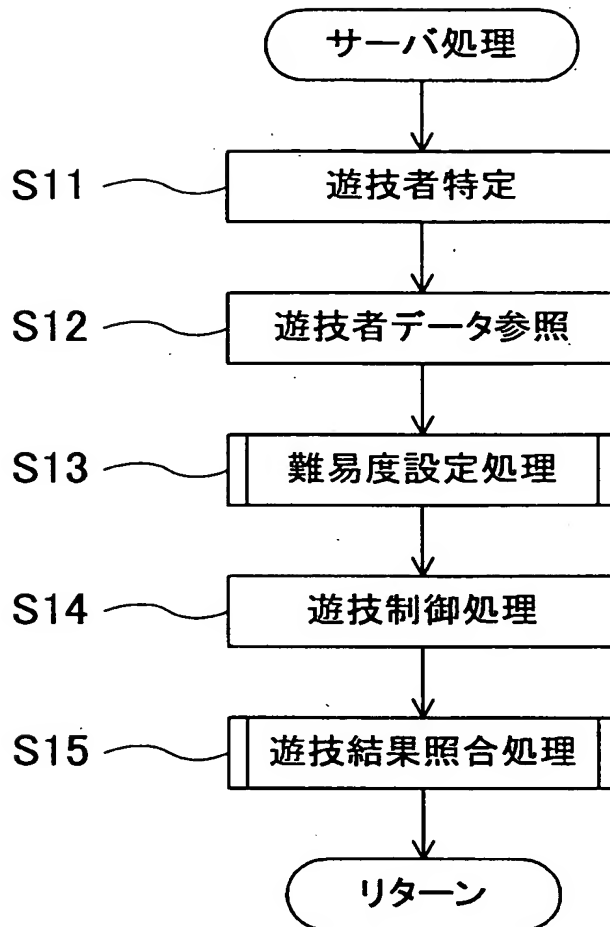 サーバ処理
S11 遊技者特定
S12 遊技者データ参照
S13 難易度設定処理
S14 遊技制御処理
S15 遊技結果照合処理
リターン